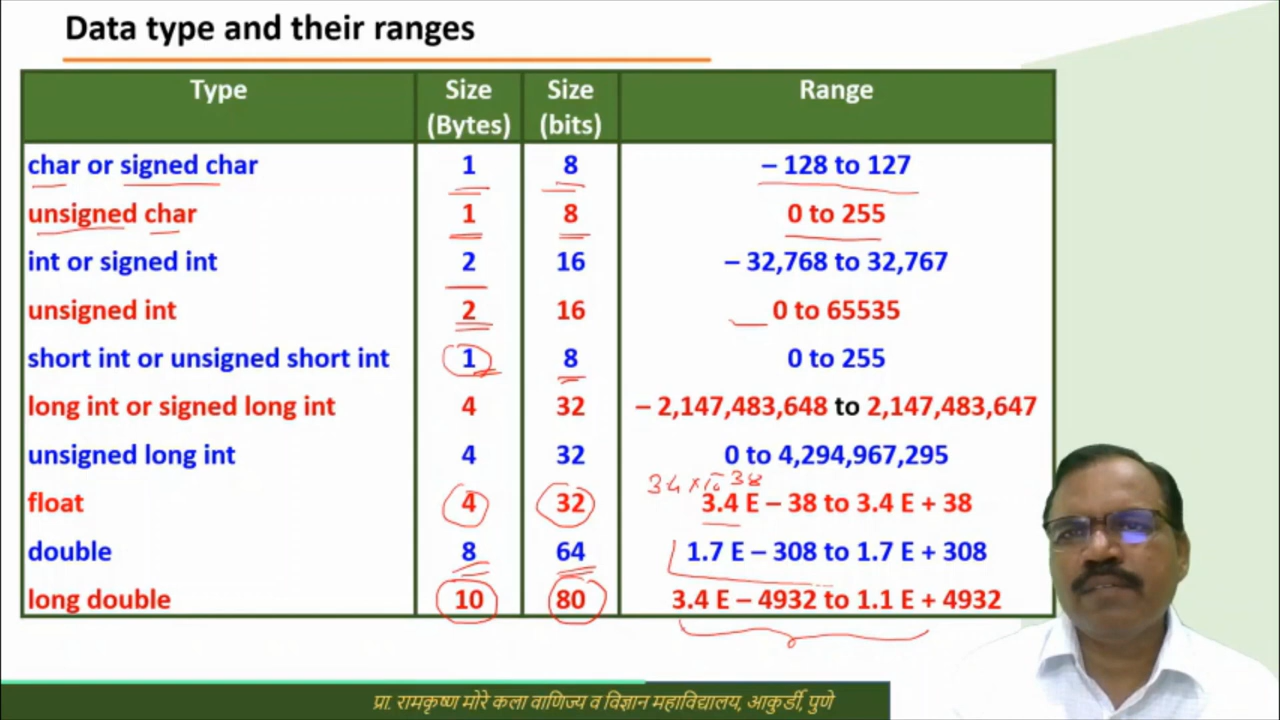 Data type and their ranges
Type Size (Bytes) Size (bits) Range
char or signed char 1 8 – 128 to 127
unsigned char 1 8 0 to 255
int or signed int 2 16 – 32,768 to 32,767
unsigned int 2 16 0 to 65535
short int or unsigned short int 1 8 0 to 255
long int or signed long int 4 32 – 2,147,483,648 to 2,147,483,647
unsigned long int 4 32 0 to 4,294,967,295
float 4 32 3.4 E – 38 to 3.4 E + 38
double 8 64 1.7 E – 308 to 1.7 E + 308
long double 10 80 3.4 E – 4932 to 1.1 E + 4932
प्रा. रामकृष्ण मोरे कला वाणिज्य व विज्ञान महाविद्यालय, आकुर्डी, पुणे